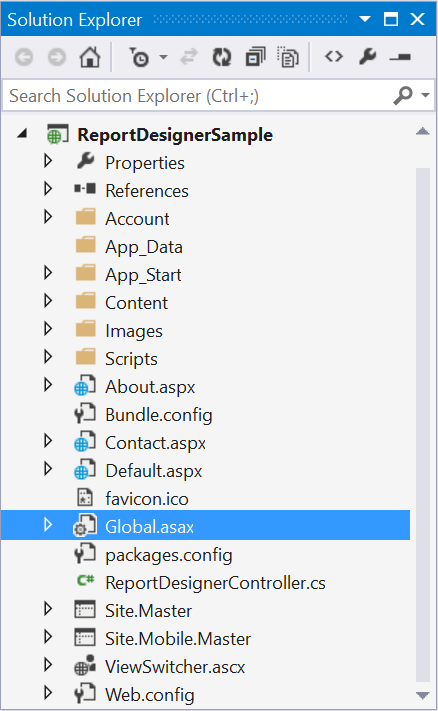 Solution Explorer
Search Solution Explorer (Ctrl+;)
ReportDesignerSample
Properties
References
Account
App_Data
App_Start
Content
Images
Scripts
About.aspx
Bundle.config
Contact.aspx
Default.aspx
favicon.ico
Global.asax
packages.config
C# ReportDesignerController.cs
Site.Master
Site.Mobile.Master
ViewSwitcher.ascx
Web.config